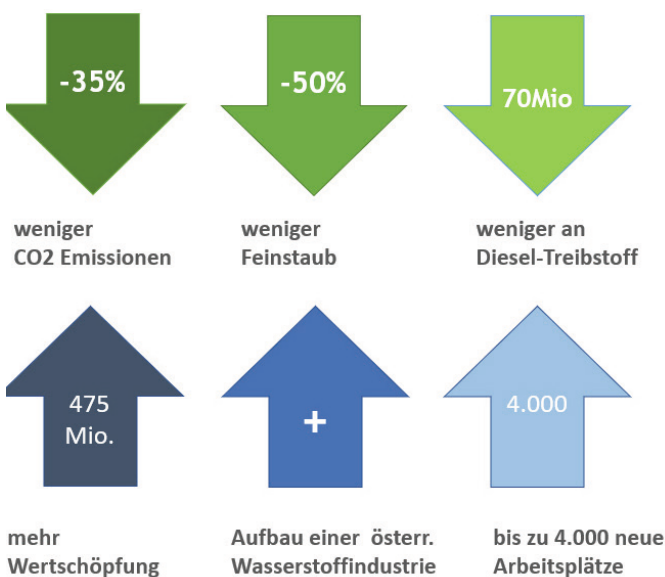 -35%
-50%
70Mio
weniger
CO2 Emissionen
weniger
Feinstaub
weniger an
Diesel-Treibstoff
475
Mio.
+
4.000
mehr
Wertschöpfung
Aufbau einer österr.
Wasserstoffindustrie
bis zu 4.000 neue
Arbeitsplätze